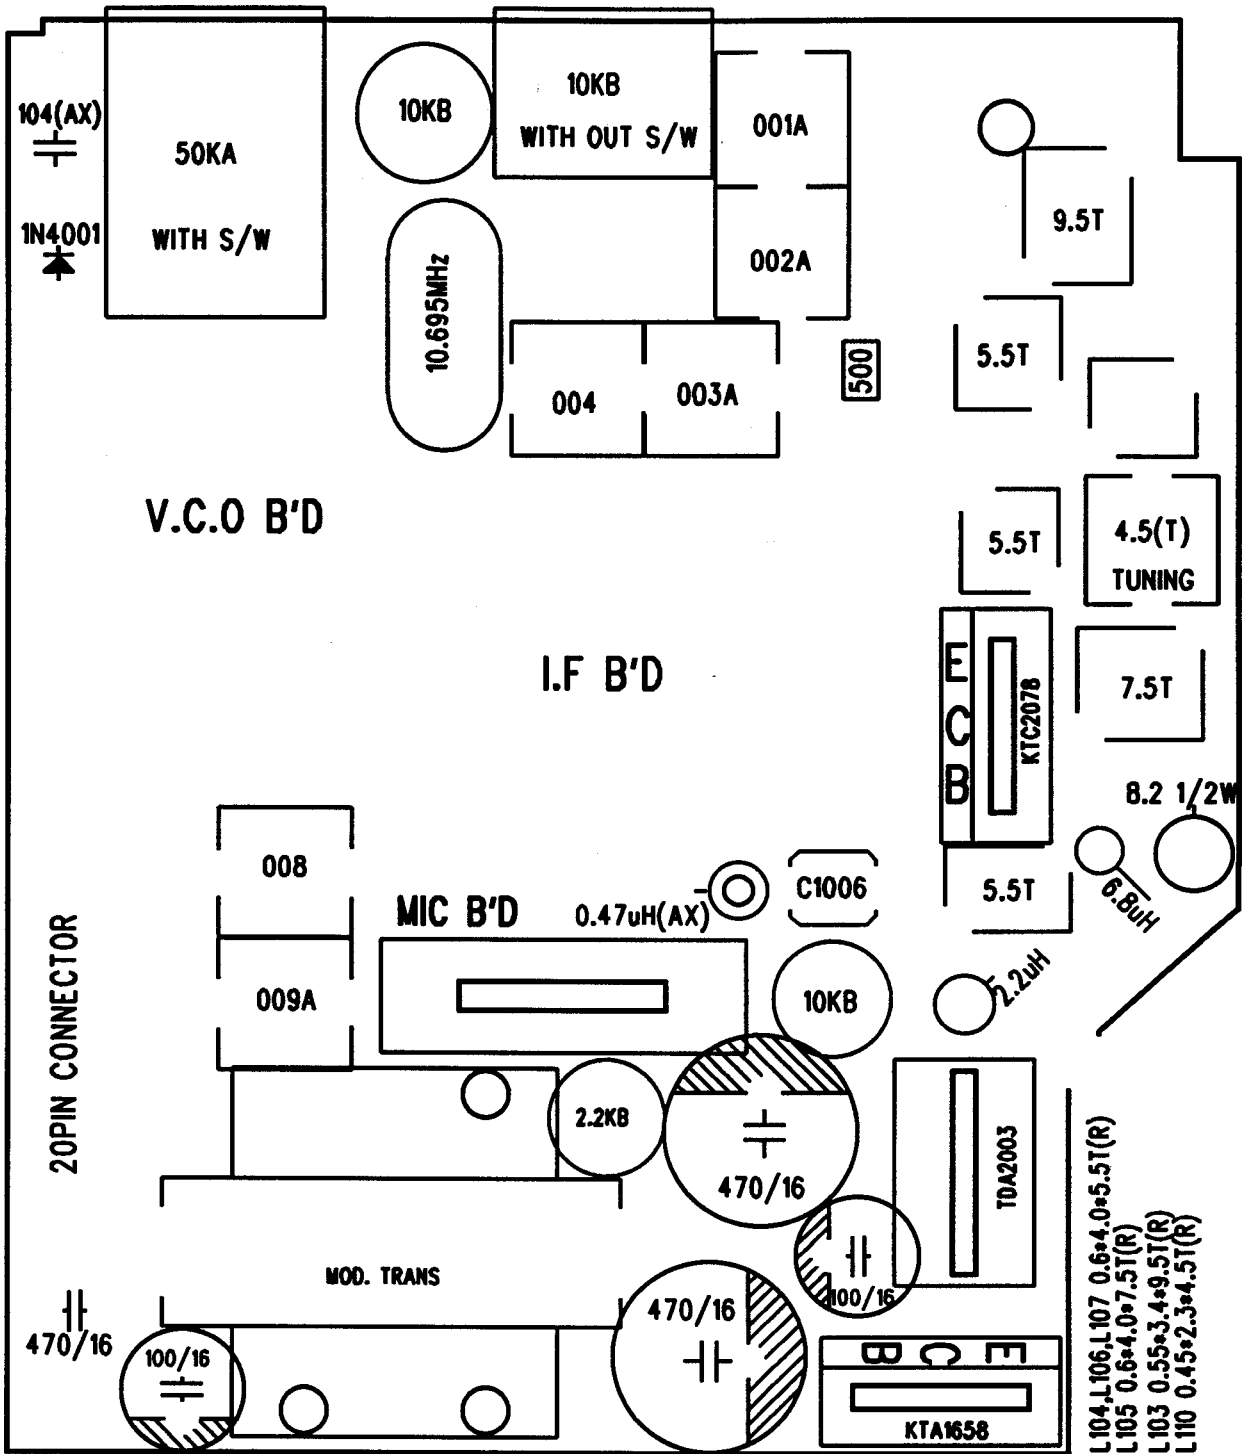 104(AX)
50KA
WITH S/W
1N4001
10KB
10KB
WITH OUT S/W
001A
002A
10.695MHz
004
003A
500
9.5T
5.5T
V.C.O B'D
5.5T
4.5(T)
TUNING
I.F B'D
E
C
B
KTC2078
7.5T
8.2 1/2W
6.8uH
5.5T
008
MIC B'D
0.47uH(AX)
C1006
009A
10KB
2.2uH
20PIN CONNECTOR
2.2KB
470/16
TDA2003
MOD. TRANS
100/16
470/16
470/16
100/16
B C E
KTA1658
L104,L106,L107 0.6*4.0*5.5T(R)
L105 0.6*4.0*7.5T(R)
L103 0.55*3.4*9.5T(R)
L110 0.45*2.3*4.5T(R)